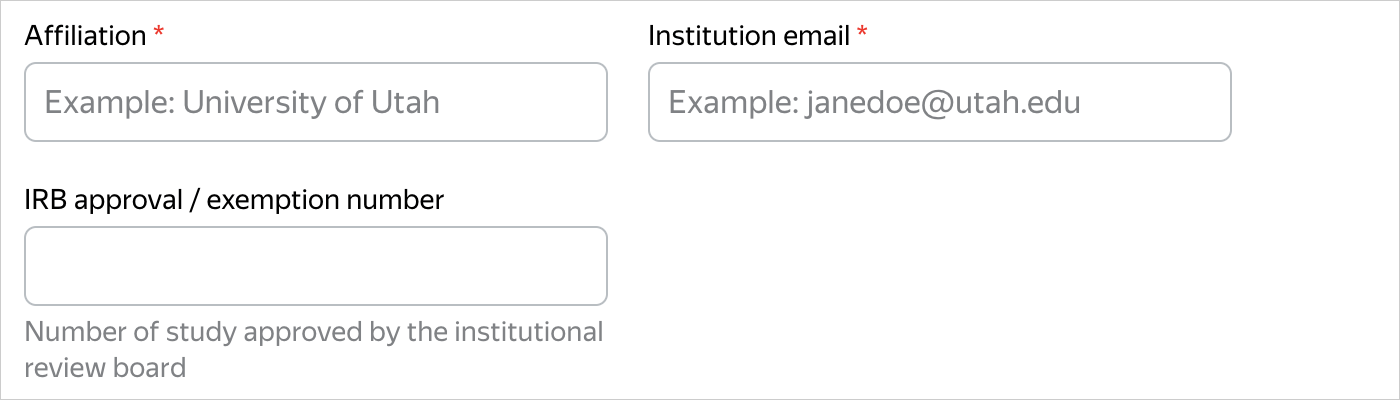 Affiliation *
Institution email *
Example: University of Utah
Example: janedoe@utah.edu
IRB approval / exemption number
Number of study approved by the institutional
review board